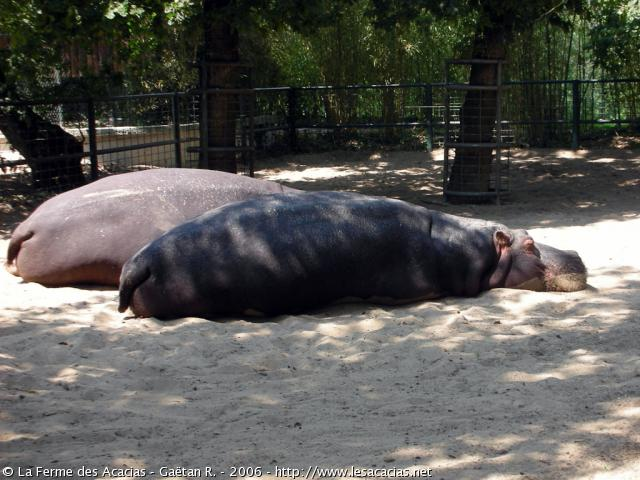 © La Ferme des Acacias - Gaëtan R. - 2006 - http://www.lesacacias.net